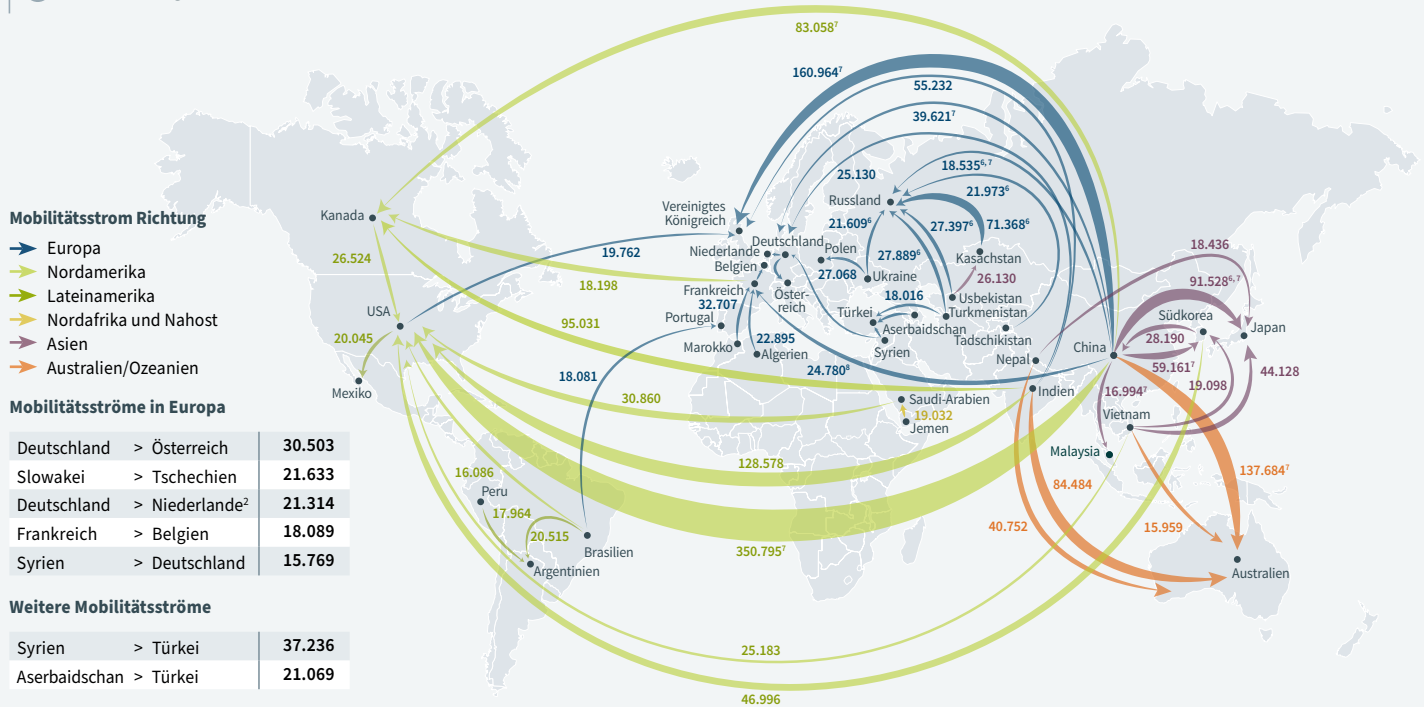 83.058⁷
160.964⁷
55.232
39.621⁷
25.130
18.535⁶,⁷
21.973⁶
71.368⁶
27.397⁶
21.609⁶
27.889⁶
Russland
Vereinigtes
Königreich
Kanada
Mobilitätsstrom Richtung
Europa
Nordamerika
Lateinamerika
Nordafrika und Nahost
Asien
Australien/Ozeanien
26.524
19.762
18.198
95.031
USA
20.045
Mexiko
Niederlande
Belgien
Deutschland
Polen
27.068
Ukraine
Kasachstan
26.130
Usbekistan
Turkmenistan
Frankreich
32.707
Öster-
reich
18.016
Türkei
Aserbaidschan
Tadschikistan
Portugal
Marokko
22.895
Algerien
Syrien
Nepal
China
18.436
91.528⁶,⁷
Südkorea
Japan
28.190
59.161⁷
19.098
44.128
16.994⁷
Vietnam
Malaysia
Indien
24.780⁸
18.081
30.860
Saudi-Arabien
19.032
Jemen
128.578
84.484
137.684⁷
40.752
15.959
350.795⁷
Australien
16.086
Peru
17.964
20.515
Brasilien
Argentinien
25.183
46.996
Mobilitätsströme in Europa
Deutschland > Österreich 30.503
Slowakei > Tschechien 21.633
Deutschland > Niederlande² 21.314
Frankreich > Belgien 18.089
Syrien > Deutschland 15.769
Weitere Mobilitätsströme
Syrien > Türkei 37.236
Aserbaidschan > Türkei 21.069